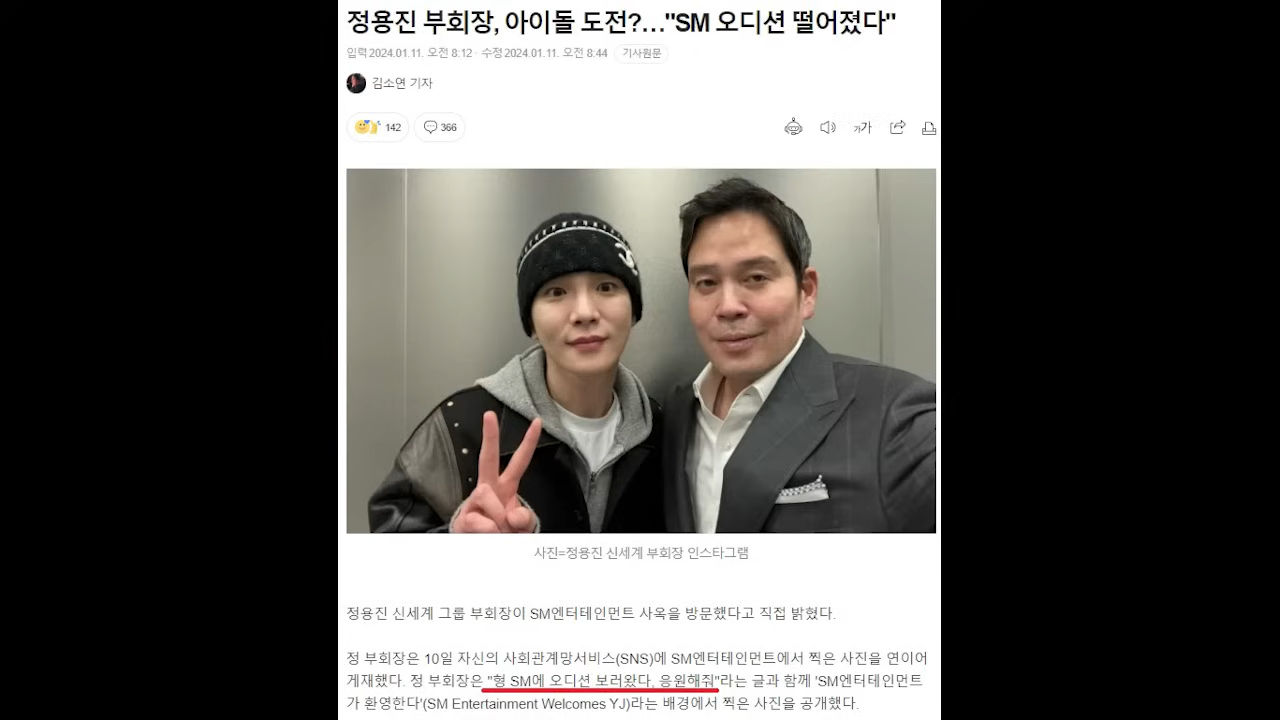 정용진 부회장, 아이돌 도전?…"SM 오디션 떨어졌다"
입력 2024.01.11. 오전 8:12 · 수정 2024.01.11. 오전 8:44 기사원문
김소연 기자
142 366
가가
사진=정용진 신세계 부회장 인스타그램
정용진 신세계 그룹 부회장이 SM엔터테인먼트 사옥을 방문했다고 직접 밝혔다.
정 부회장은 10일 자신의 사회관계망서비스(SNS)에 SM엔터테인먼트에서 찍은 사진을 연이어
게재했다. 정 부회장은 "형 SM에 오디션 보러왔다, 응원해줘"라는 글과 함께 'SM엔터테인먼트
가 환영한다'(SM Entertainment Welcomes YJ)라는 배경에서 찍은 사진을 공개했다.